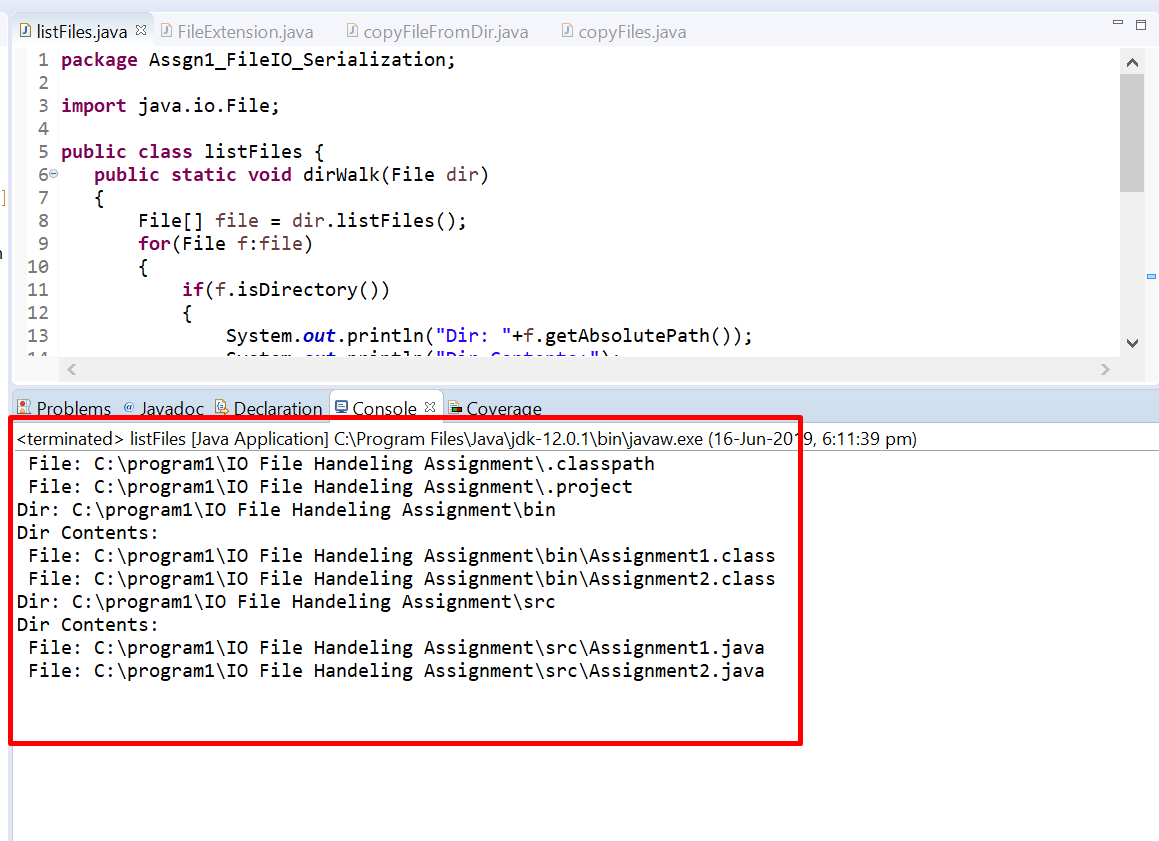 listFiles.java FileExtension.java copyFileFromDir.java copyFiles.java
1 package Assgn1_FileIO_Serialization;
2
3 import java.io.File;
4
5 public class listFiles {
6 public static void dirWalk(File dir)
7 {
8 File[] file = dir.listFiles();
9 for(File f:file)
10 {
11 if(f.isDirectory())
12 {
13 System.out.println("Dir: "+f.getAbsolutePath());
14 System.out.println("Dir Contents:");
Problems @ Javadoc Declaration Console Coverage
<terminated> listFiles [Java Application] C:\Program Files\Java\jdk-12.0.1\bin\javaw.exe (16-Jun-2019, 6:11:39 pm)
File: C:\program1\IO File Handeling Assignment\.classpath
File: C:\program1\IO File Handeling Assignment\.project
Dir: C:\program1\IO File Handeling Assignment\bin
Dir Contents:
File: C:\program1\IO File Handeling Assignment\bin\Assignment1.class
File: C:\program1\IO File Handeling Assignment\bin\Assignment2.class
Dir: C:\program1\IO File Handeling Assignment\src
Dir Contents:
File: C:\program1\IO File Handeling Assignment\src\Assignment1.java
File: C:\program1\IO File Handeling Assignment\src\Assignment2.java